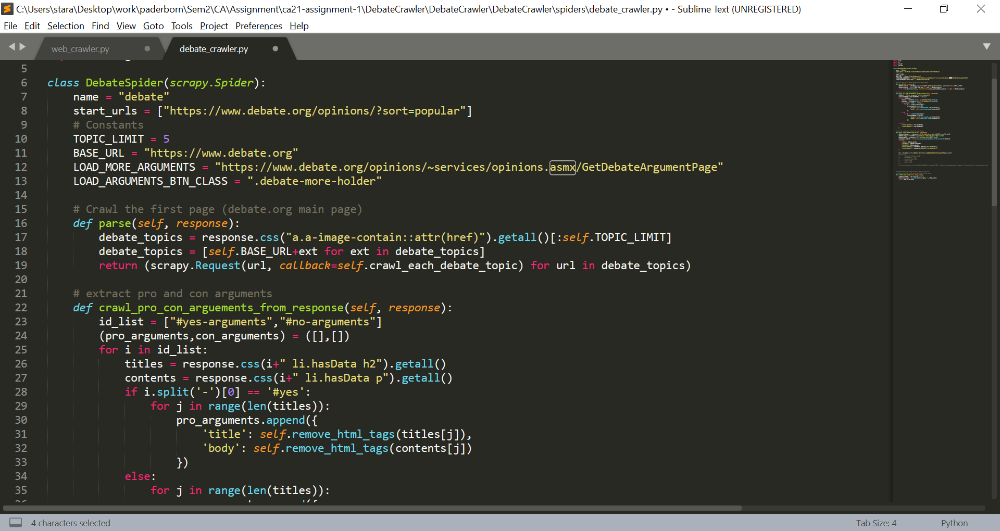 C:\Users\stara\Desktop\work\paderborn\Sem2\CA\Assignment\ca21-assignment-1\DebateCrawler\DebateCrawler\DebateCrawler\spiders\debate_crawler.py • - Sublime Text (UNREGISTERED)
File Edit Selection Find View Goto Tools Project Preferences Help
web_crawler.py debate_crawler.py
5
6 class DebateSpider(scrapy.Spider):
7     name = "debate"
8     start_urls = ["https://www.debate.org/opinions/?sort=popular"]
9     # Constants
10     TOPIC_LIMIT = 5
11     BASE_URL = "https://www.debate.org"
12     LOAD_MORE_ARGUMENTS = "https://www.debate.org/opinions/~services/opinions.asmx/GetDebateArgumentPage"
13     LOAD_ARGUMENTS_BTN_CLASS = ".debate-more-holder"
14
15     # Crawl the first page (debate.org main page)
16     def parse(self, response):
17         debate_topics = response.css("a.a-image-contain::attr(href)").getall()[:self.TOPIC_LIMIT]
18         debate_topics = [self.BASE_URL+ext for ext in debate_topics]
19         return (scrapy.Request(url, callback=self.crawl_each_debate_topic) for url in debate_topics)
20
21     # extract pro and con arguments
22     def crawl_pro_con_arguements_from_response(self, response):
23         id_list = ["#yes-arguments","#no-arguments"]
24         (pro_arguments,con_arguments) = ([],[])
25         for i in id_list:
26             titles = response.css(i+" li.hasData h2").getall()
27             contents = response.css(i+" li.hasData p").getall()
28             if i.split('-')[0] == '#yes':
29                 for j in range(len(titles)):
30                     pro_arguments.append({
31                         'title': self.remove_html_tags(titles[j]),
32                         'body': self.remove_html_tags(contents[j])
33                     })
34             else:
35                 for j in range(len(titles)):
4 characters selected Tab Size: 4 Python